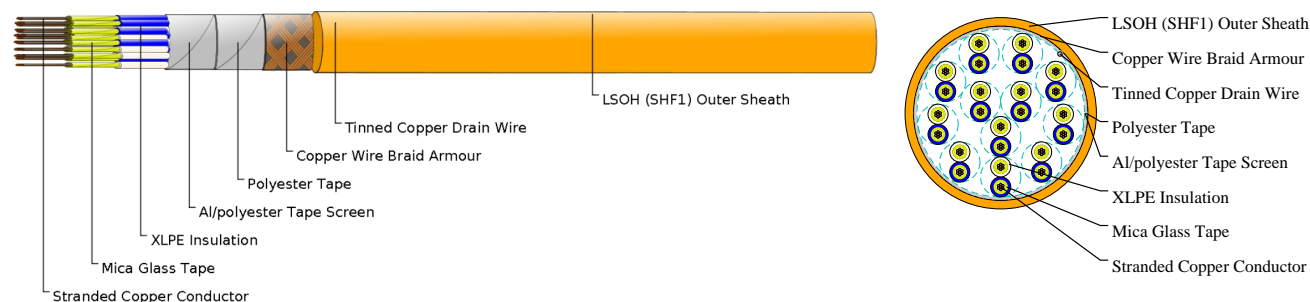 LSOH (SHF1) Outer Sheath
Tinned Copper Drain Wire
Copper Wire Braid Armour
Polyester Tape
Al/polyester Tape Screen
XLPE Insulation
Mica Glass Tape
Stranded Copper Conductor
LSOH (SHF1) Outer Sheath
Copper Wire Braid Armour
Tinned Copper Drain Wire
Polyester Tape
Al/polyester Tape Screen
XLPE Insulation
Mica Glass Tape
Stranded Copper Conductor